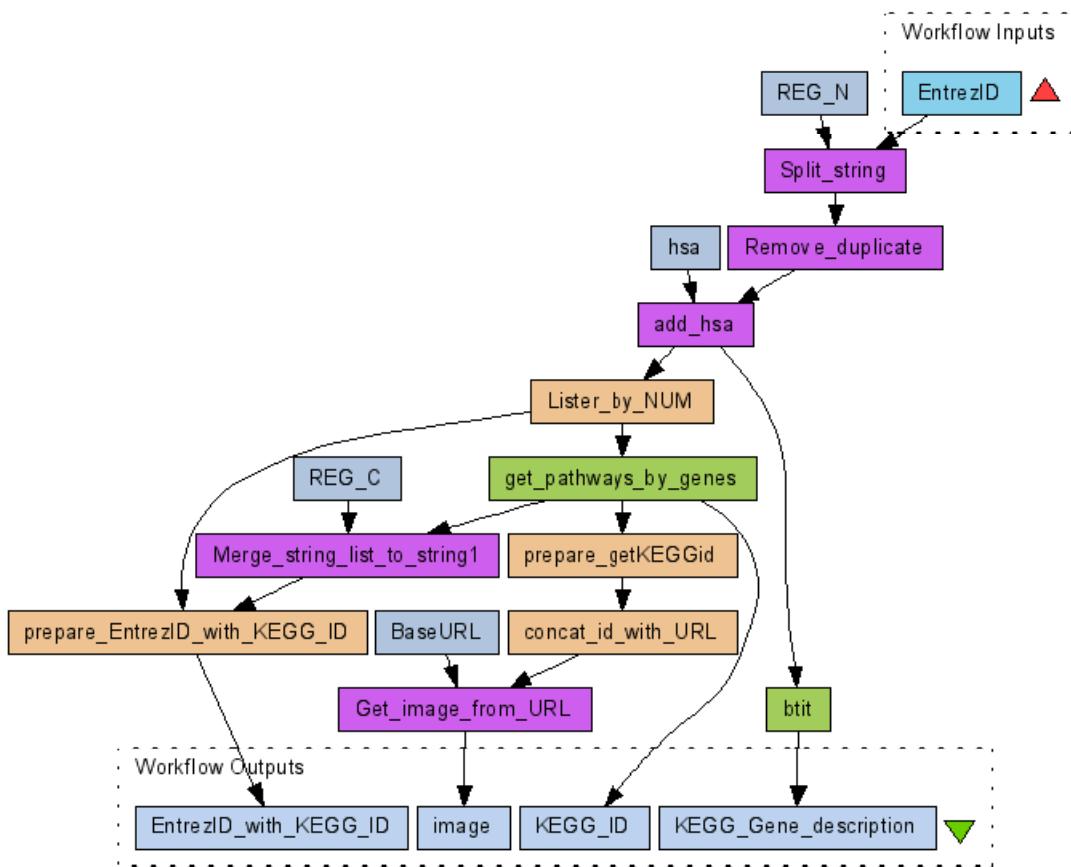 Workflow Inputs
REG_N
EntrezID
Split_string
hsa
Remove_duplicate
add_hsa
Lister_by_NUM
REG_C
get_pathways_by_genes
Merge_string_list_to_string1
prepare_getKEGGid
prepare_EntrezID_with_KEGG_ID
BaseURL
concat_id_with_URL
Get_image_from_URL
btit
Workflow Outputs
EntrezID_with_KEGG_ID
image
KEGG_ID
KEGG_Gene_description